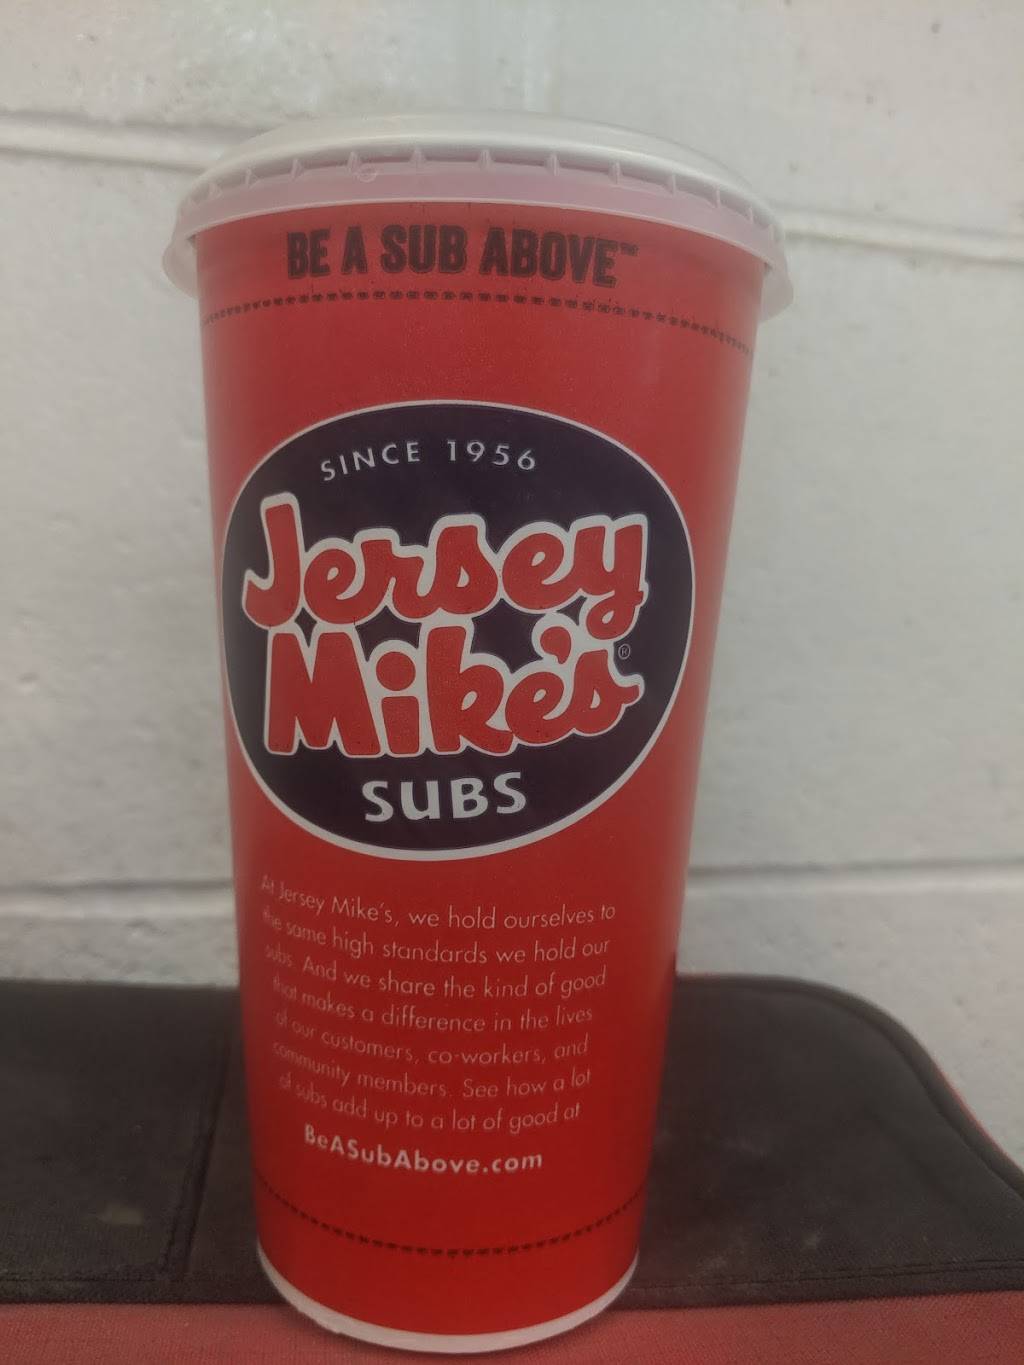 BE A SUB ABOVE™
SINCE 1956
Jersey
Mike's®
SUBS
At Jersey Mike's, we hold ourselves to
the same high standards we hold our
subs. And we share the kind of good
that makes a difference in the lives
of our customers, co-workers, and
community members. See how a lot
of subs add up to a lot of good at
BeASubAbove.com